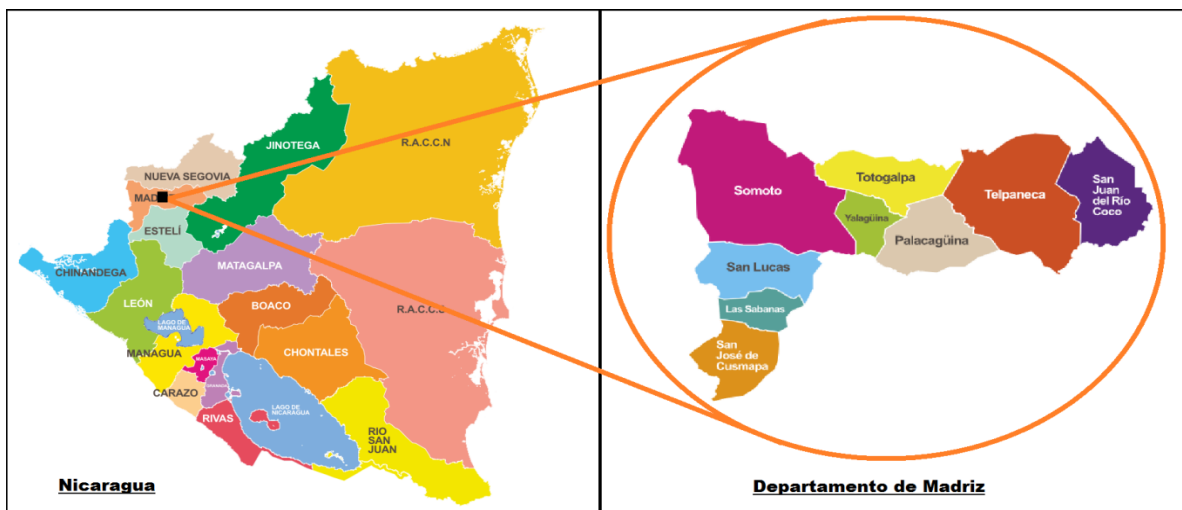 JINOTEGA
R.A.C.C.N
NUEVA SEGOVIA
ESTELÍ
MATAGALPA
CHINANDEGA
LEÓN
BOACO
R.A.C.C.S
LAGO DE
MANAGUA
MANAGUA
CHONTALES
MASAYA
GRANADA
CARAZO
LAGO DE
NICARAGUA
RIVAS
RIO
SAN
JUAN
Nicaragua
Somoto
Totogalpa
Telpaneca
San
Juan
del Río
Coco
Yalagüina
Palacagüina
San Lucas
Las Sabanas
San
José de
Cusmapa
Departamento de Madriz